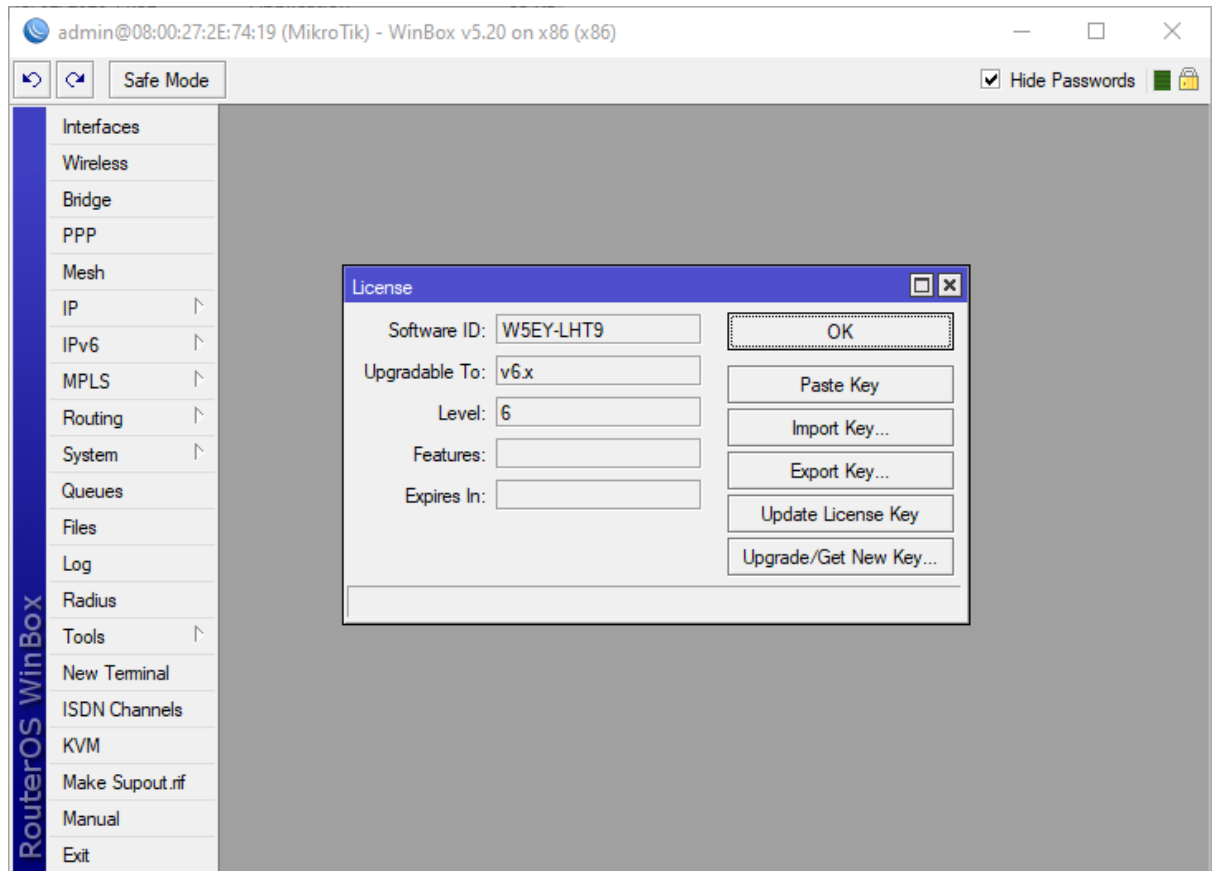 admin@08:00:27:2E:74:19 (MikroTik) - WinBox v5.20 on x86 (x86)
Safe Mode
Hide Passwords
Interfaces
Wireless
Bridge
PPP
Mesh
IP
IPv6
MPLS
Routing
System
Queues
Files
Log
Radius
Tools
New Terminal
ISDN Channels
KVM
Make Supout.rif
Manual
Exit
RouterOS WinBox
License
Software ID: W5EY-LHT9
Upgradable To: v6.x
Level: 6
Features:
Expires In:
OK
Paste Key
Import Key...
Export Key...
Update License Key
Upgrade/Get New Key...